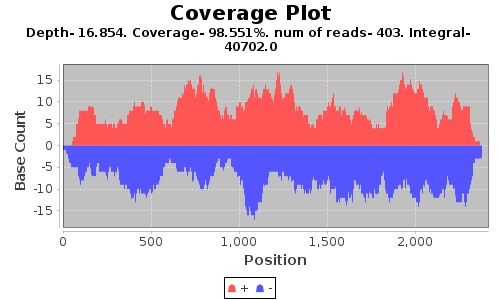 Coverage Plot
Depth- 16.854. Coverage- 98.551%. num of reads- 403. Integral-
40702.0
15
10
5
0
-5
-10
-15
Base Count
0 500 1,000 1,500 2,000
Position
+ -